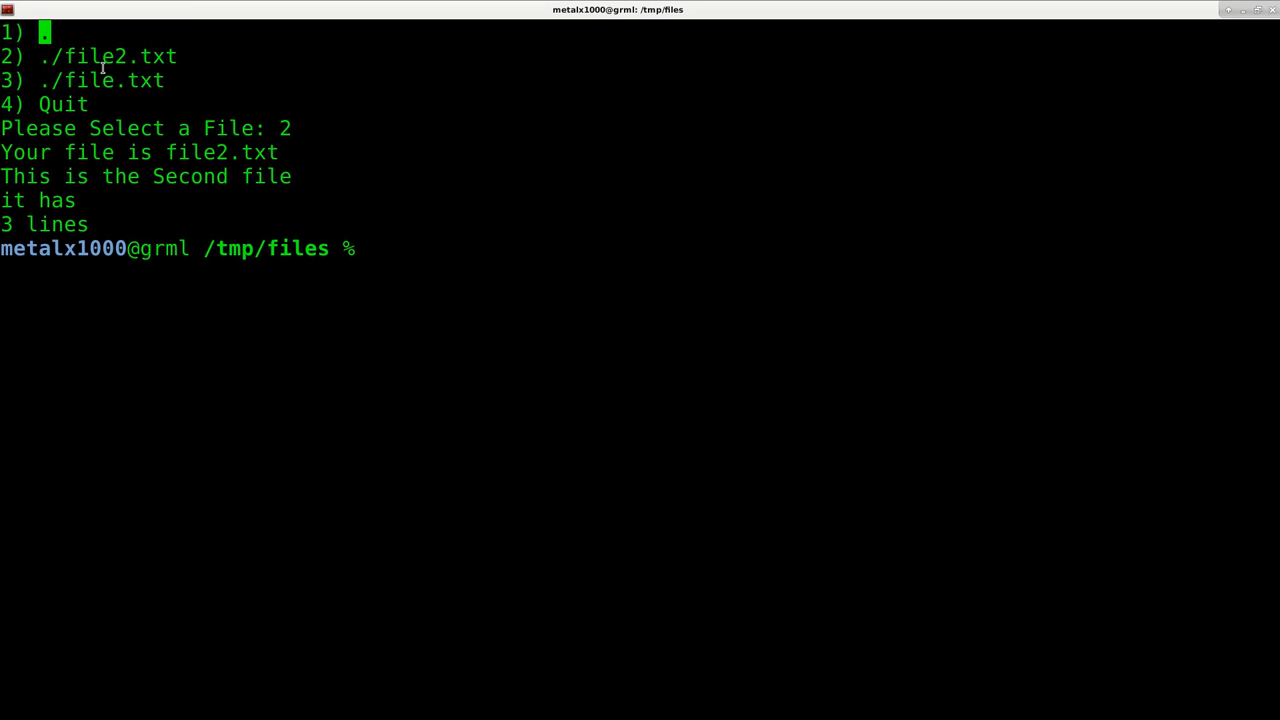 metalx1000@grml: /tmp/files
1) .
2) ./file2.txt
3) ./file.txt
4) Quit
Please Select a File: 2
Your file is file2.txt
This is the Second file
it has
3 lines
metalx1000@grml /tmp/files %